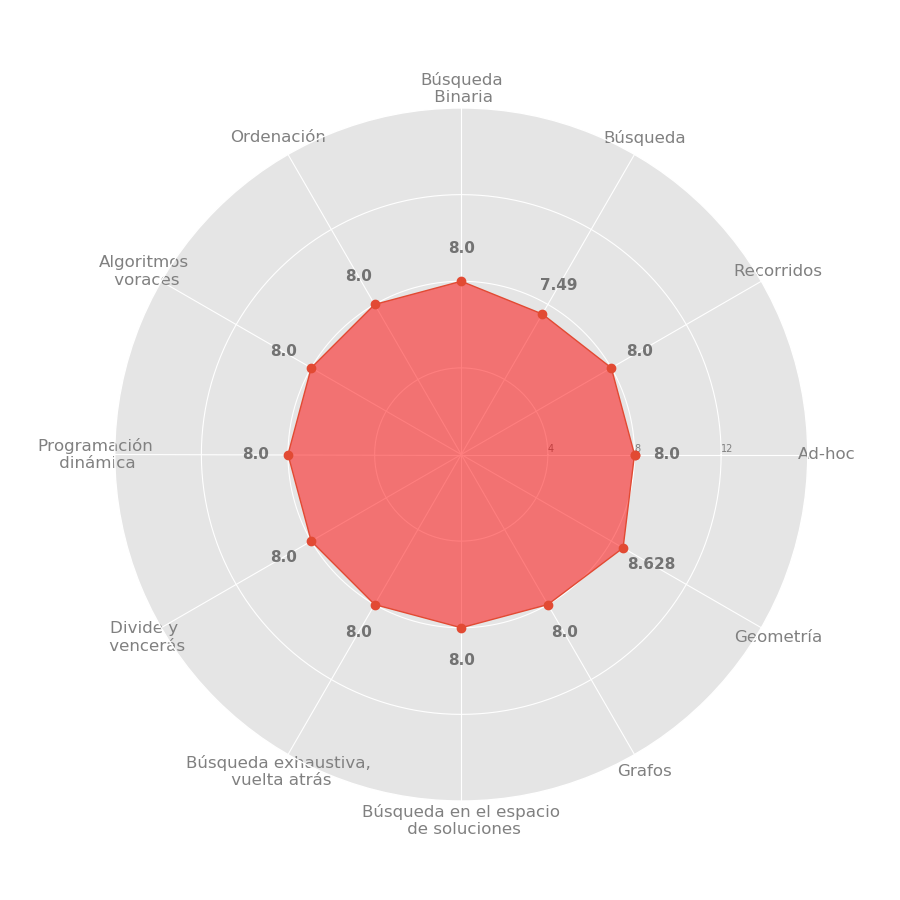 Búsqueda
Binaria
Ordenación
Búsqueda
8.0
Algoritmos
voraces
8.0
7.49
Recorridos
8.0
8.0
Programación
dinámica
8.0
4
8
12
8.0
Ad-hoc
8.0
8.628
Divide y
vencerás
8.0
8.0
8.0
Geometría
Búsqueda exhaustiva,
vuelta atrás
Grafos
Búsqueda en el espacio
de soluciones